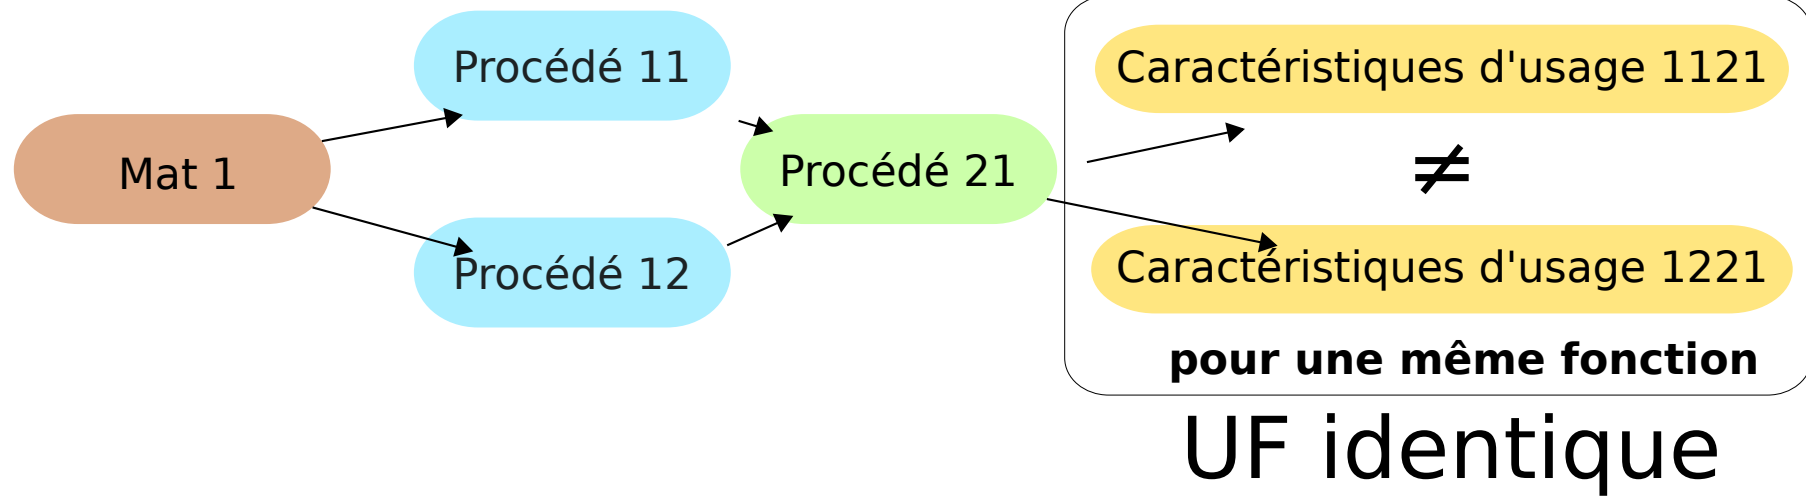 Procédé 11
Caractéristiques d'usage 1121
Mat 1
Procédé 21
≠
Procédé 12
Caractéristiques d'usage 1221
pour une même fonction
UF identique